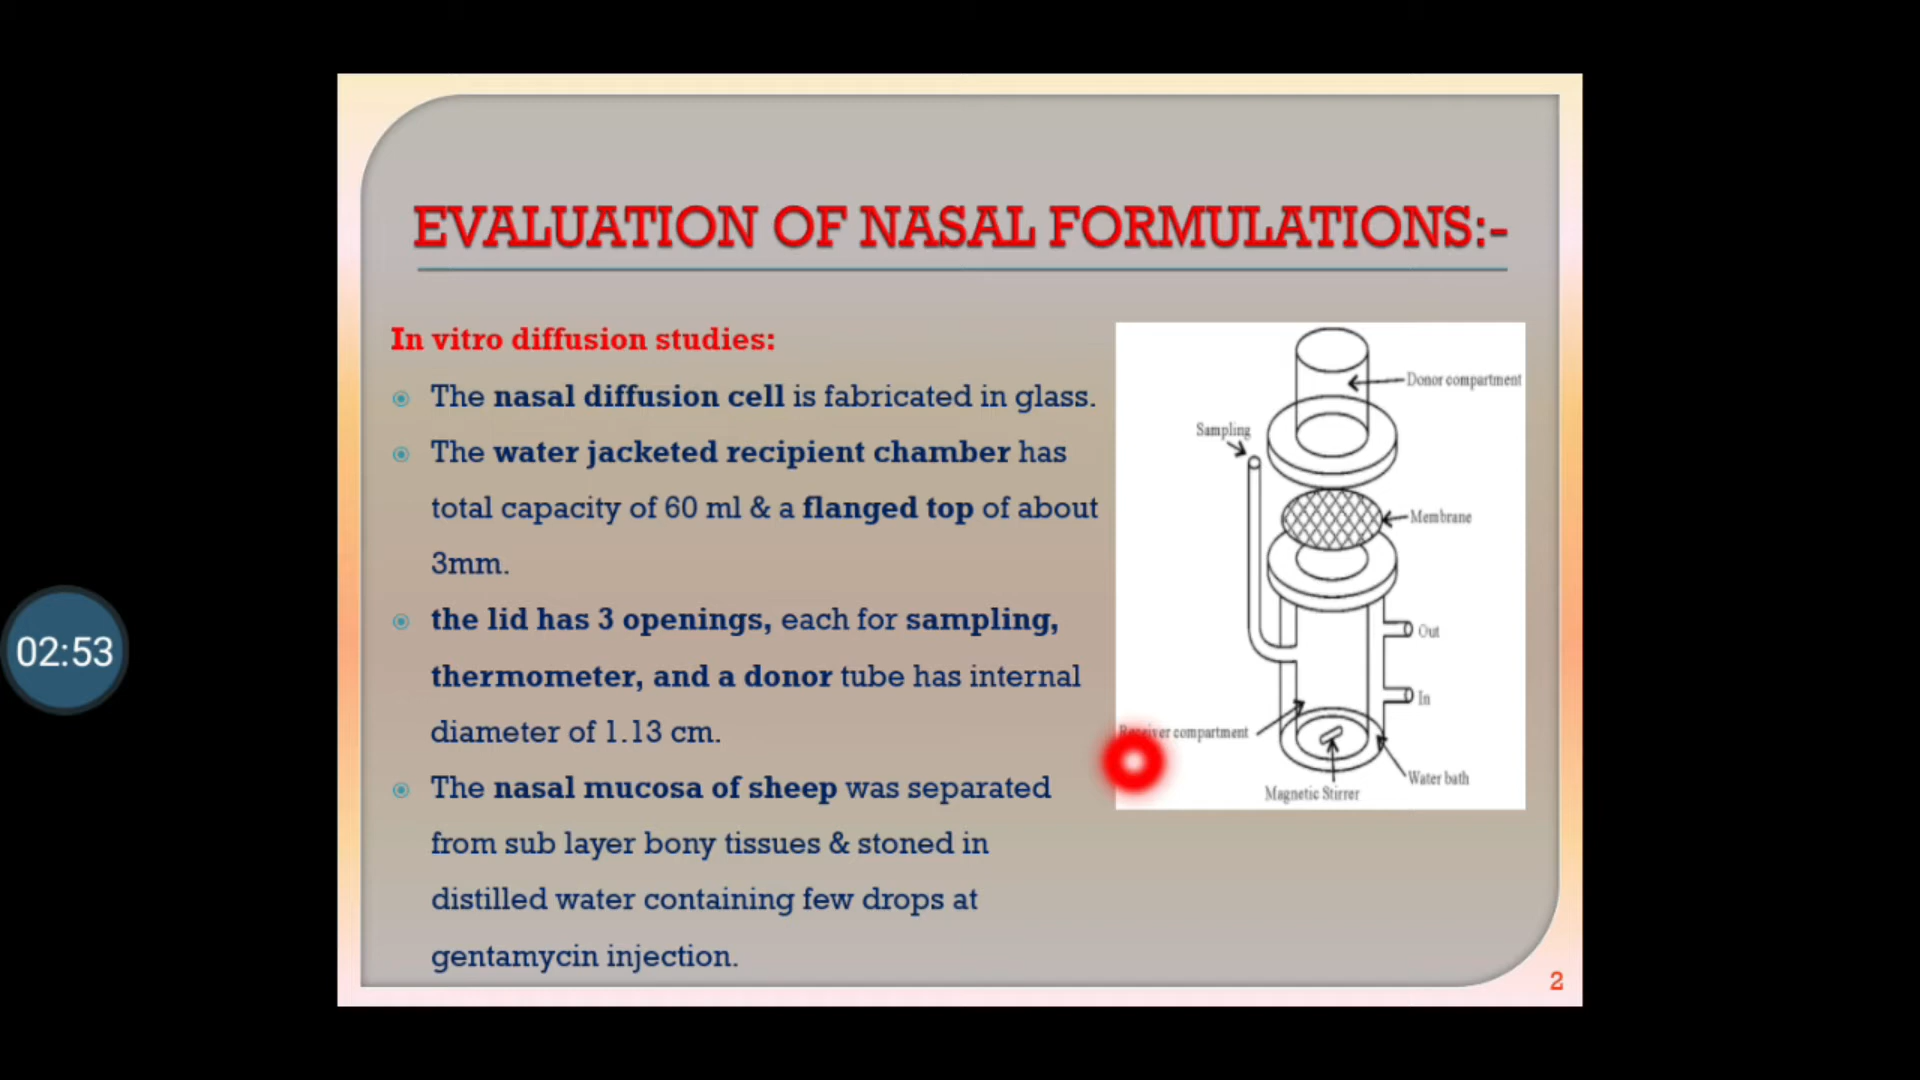 EVALUATION OF NASAL FORMULATIONS:-
In vitro diffusion studies:
The nasal diffusion cell is fabricated in glass.
The water jacketed recipient chamber has
total capacity of 60 ml & a flanged top of about
3mm.
the lid has 3 openings, each for sampling,
thermometer, and a donor tube has internal
diameter of 1.13 cm.
The nasal mucosa of sheep was separated
from sub layer bony tissues & stoned in
distilled water containing few drops at
gentamycin injection.
Donor compartment
Sampling
Membrane
Out
In
Receiver compartment
Water bath
Magnetic Stirrer
02:53
2